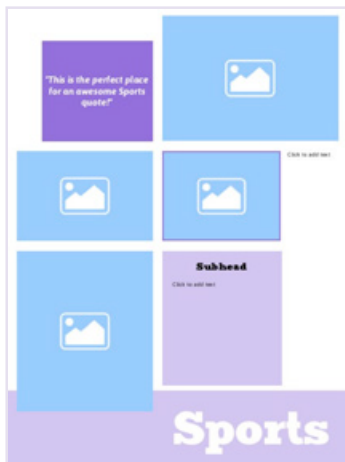 "This is the perfect place
for an awesome Sports
quote!"
Click to add text
Subhead
Click to add text
Sports